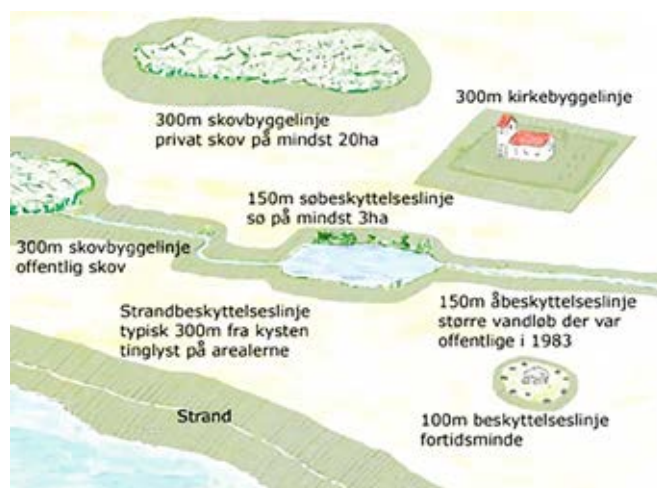 300m skovbyggelinje
privat skov på mindst 20ha
300m kirkebyggelinje
150m søbeskyttelseslinje
sø på mindst 3ha
300m skovbyggelinje
offentlig skov
Strandbeskyttelseslinje
typisk 300m fra kysten
tinglyst på arealerne
150m åbeskyttelseslinje
større vandløb der var
offentlige i 1983
Strand
100m beskyttelseslinje
fortidsminde